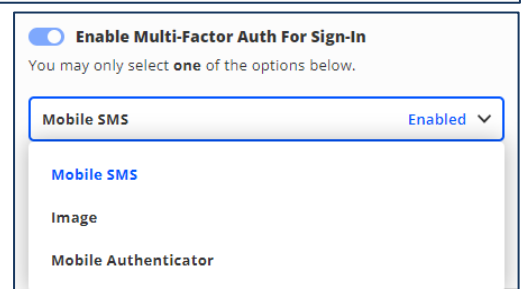 Enable Multi-Factor Auth For Sign-In
You may only select one of the options below.
Mobile SMS Enabled
Mobile SMS
Image
Mobile Authenticator